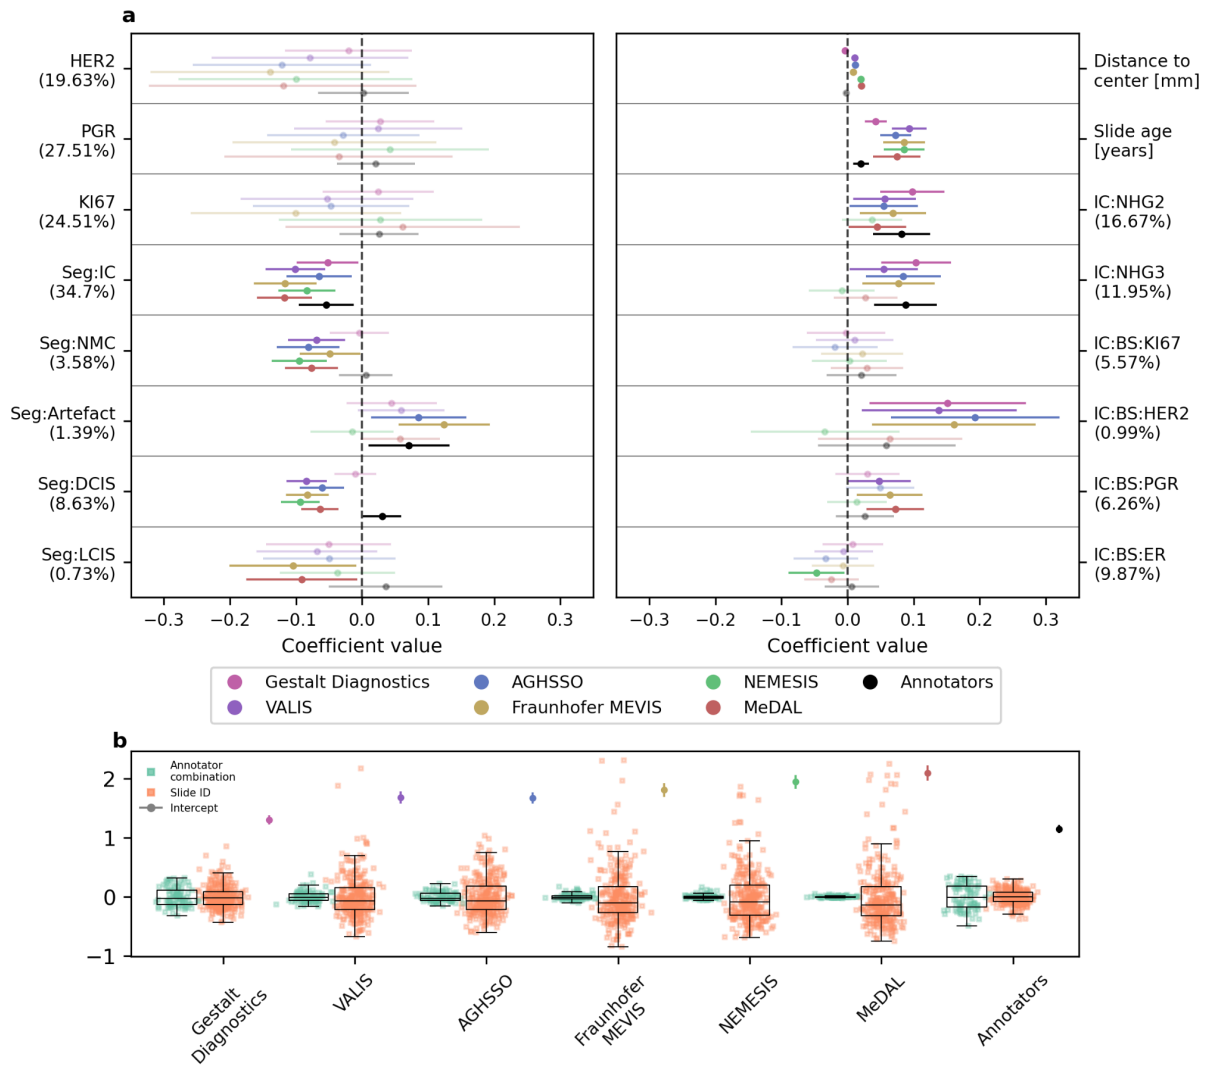 a
HER2
(19.63%)
PGR
(27.51%)
KI67
(24.51%)
Seg:IC
(34.7%)
Seg:NMC
(3.58%)
Seg:Artefact
(1.39%)
Seg:DCIS
(8.63%)
Seg:LCIS
(0.73%)
Distance to
center [mm]
Slide age
[years]
IC:NHG2
(16.67%)
IC:NHG3
(11.95%)
IC:BS:KI67
(5.57%)
IC:BS:HER2
(0.99%)
IC:BS:PGR
(6.26%)
IC:BS:ER
(9.87%)
−0.3 −0.2 −0.1 0.0 0.1 0.2 0.3
Coefficient value
−0.3 −0.2 −0.1 0.0 0.1 0.2 0.3
Coefficient value
Gestalt Diagnostics AGHSSO NEMESIS Annotators
VALIS Fraunhofer MEVIS MeDAL
b
Annotator
combination
Slide ID
Intercept
2
1
0
−1
Gestalt
Diagnostics
VALIS
AGHSSO
Fraunhofer
MEVIS
NEMESIS
MeDAL
Annotators